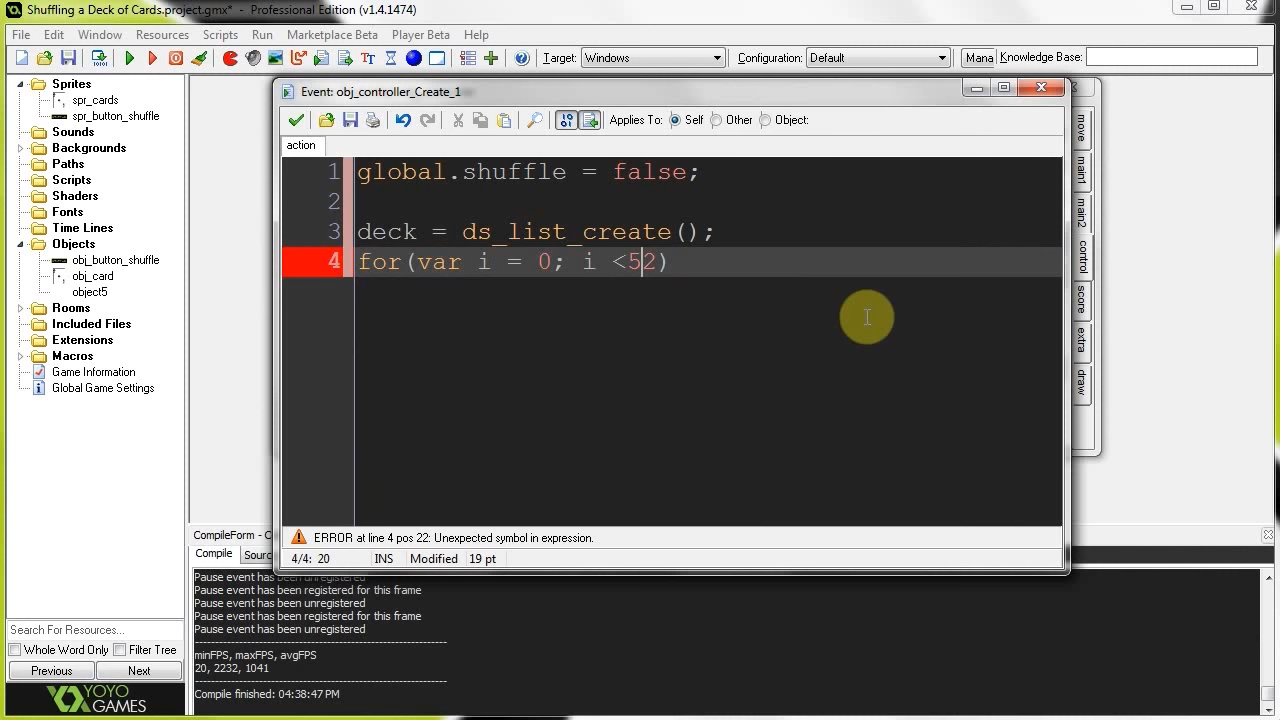 Shuffling a Deck of Cards.project.gmx* - Professional Edition (v1.4.1474)
File Edit Window Resources Scripts Run Marketplace Beta Player Beta Help
Target: Windows Configuration: Default Mana Knowledge Base:
Sprites
spr_cards
spr_button_shuffle
Sounds
Backgrounds
Paths
Scripts
Shaders
Fonts
Time Lines
Objects
obj_button_shuffle
obj_card
object5
Rooms
Included Files
Extensions
Macros
Game Information
Global Game Settings
Search For Resources...
Whole Word Only Filter Tree
Previous Next
YOYO
GAMES
Event: obj_controller_Create_1
Applies To: Self Other Object:
action
1 global.shuffle = false;
2
3 deck = ds_list_create();
4 for(var i = 0; i <52)
ERROR at line 4 pos 22: Unexpected symbol in expression.
4/4: 20 INS Modified 19 pt
move
main1
main2
control
score
extra
draw
CompileForm - C
Compile Sourc
Pause event has been unregistered
Pause event has been registered for this frame
Pause event has been unregistered
Pause event has been registered for this frame
Pause event has been unregistered
minFPS, maxFPS, avgFPS
20, 2232, 1041
Compile finished: 04:38:47 PM